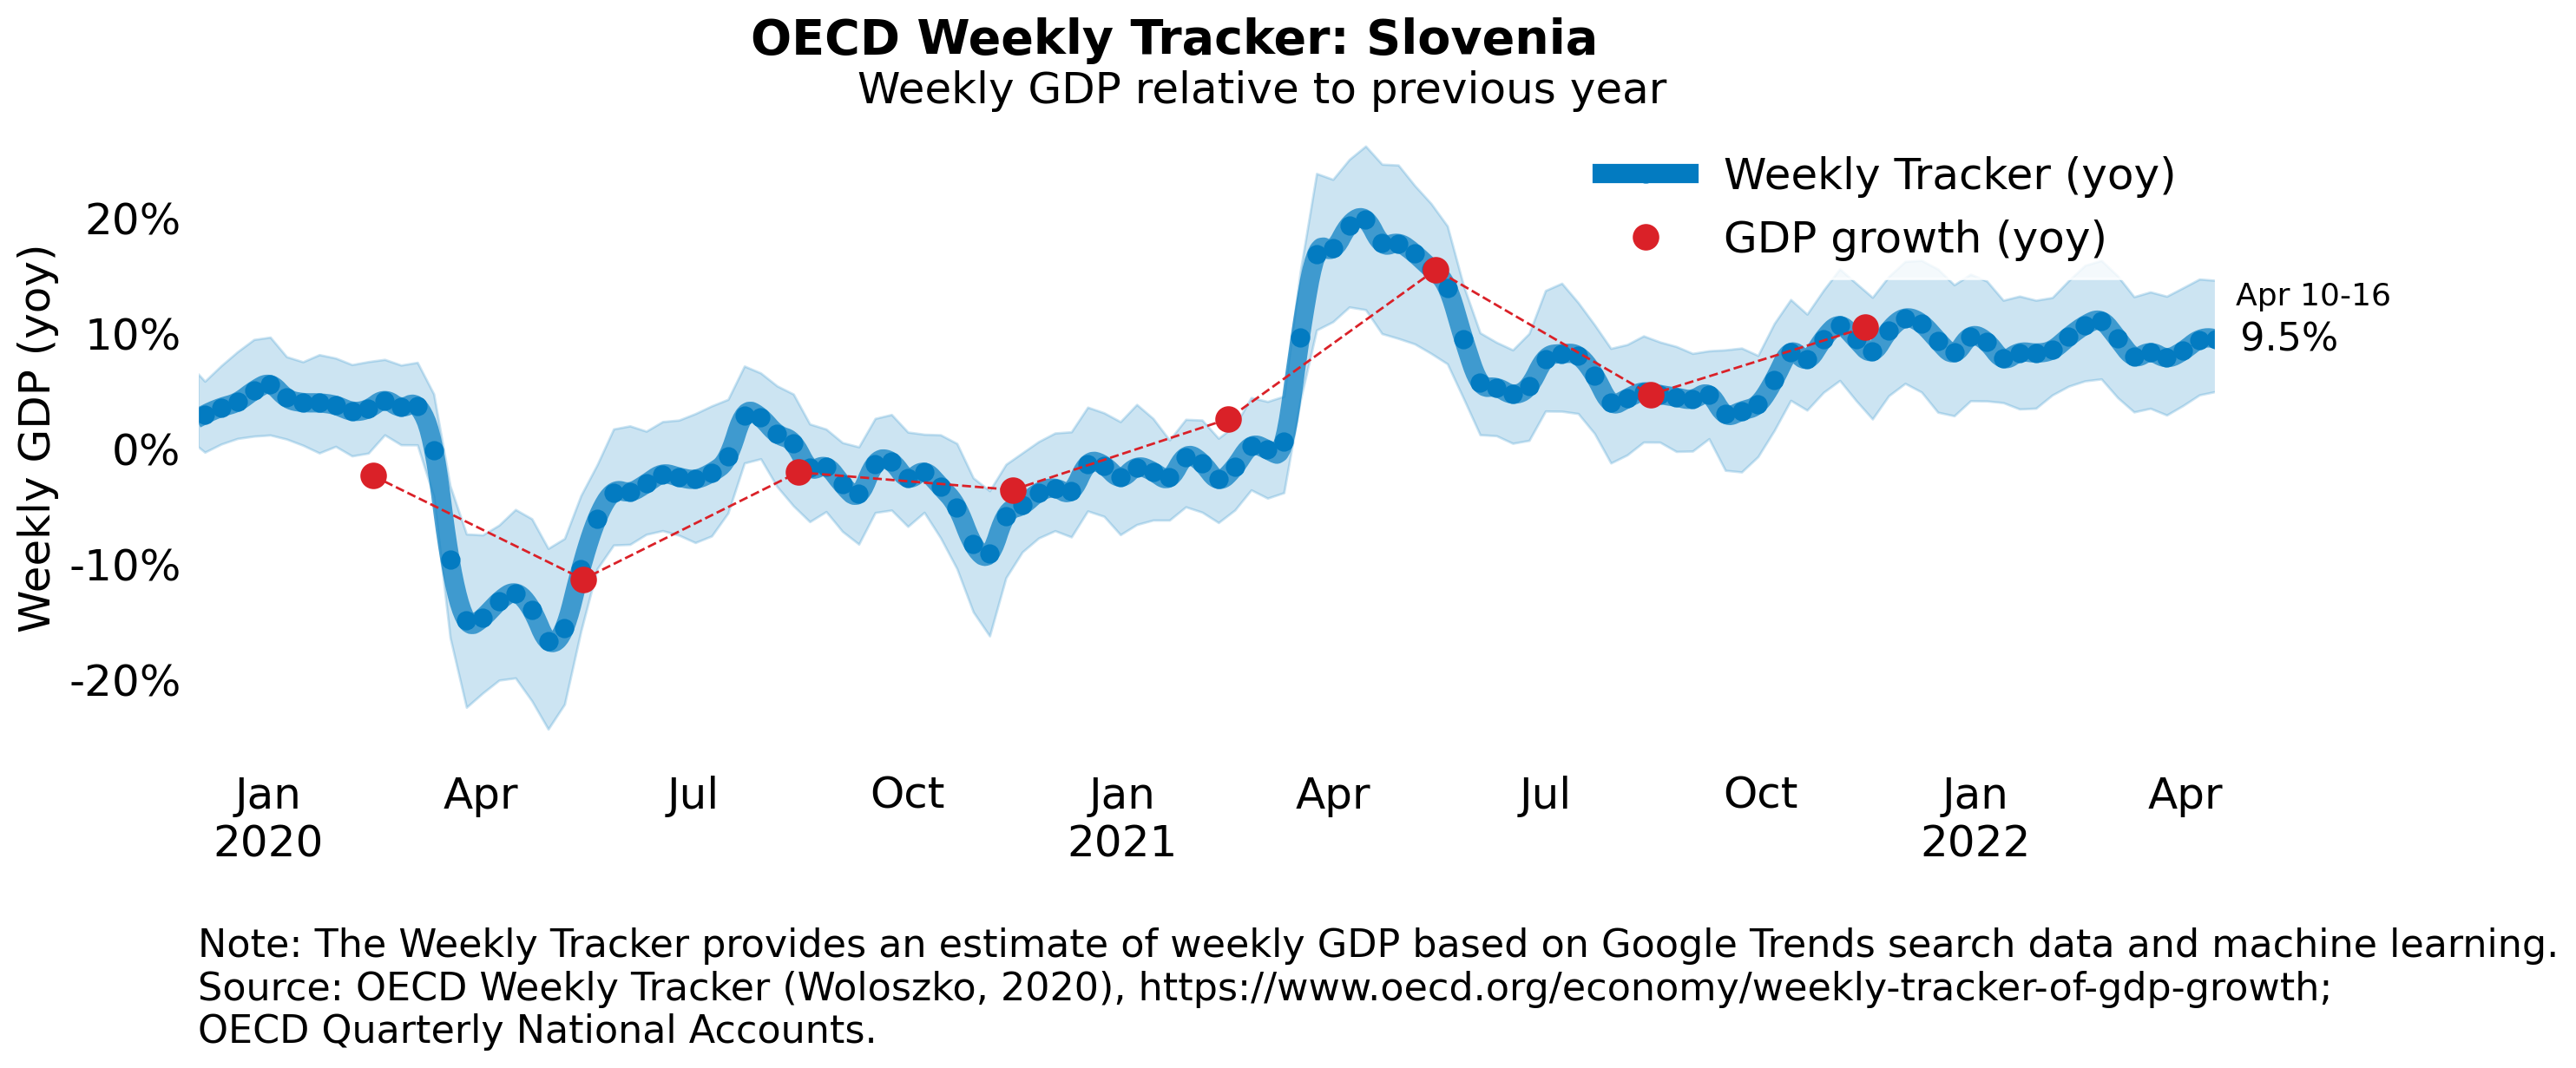 OECD Weekly Tracker: Slovenia
Weekly GDP relative to previous year
Weekly Tracker (yoy)
GDP growth (yoy)
Weekly GDP (yoy)
20%
10%
0%
-10%
-20%
Apr 10-16
9.5%
Jan Apr Jul Oct Jan Apr Jul Oct Jan Apr
2020 2021 2022
Note: The Weekly Tracker provides an estimate of weekly GDP based on Google Trends search data and machine learning.
Source: OECD Weekly Tracker (Woloszko, 2020), https://www.oecd.org/economy/weekly-tracker-of-gdp-growth;
OECD Quarterly National Accounts.